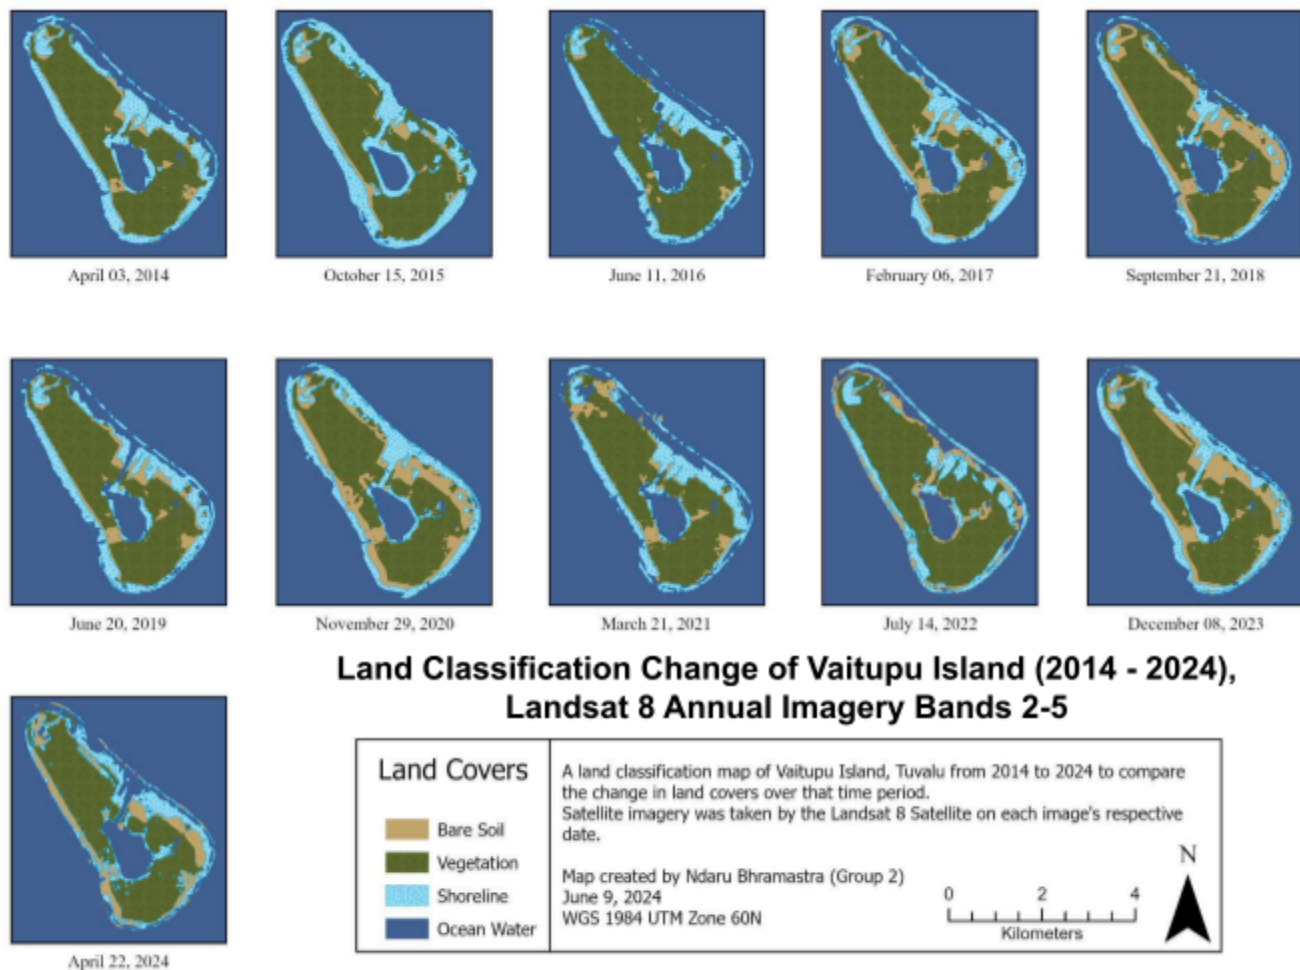 April 03, 2014
October 15, 2015
June 11, 2016
February 06, 2017
September 21, 2018
June 20, 2019
November 29, 2020
March 21, 2021
July 14, 2022
December 08, 2023
Land Classification Change of Vaitupu Island (2014 - 2024),
Landsat 8 Annual Imagery Bands 2-5
April 22, 2024
Land Covers
Bare Soil
Vegetation
Shoreline
Ocean Water
A land classification map of Vaitupu Island, Tuvalu from 2014 to 2024 to compare
the change in land covers over that time period.
Satellite imagery was taken by the Landsat 8 Satellite on each image's respective
date.
Map created by Ndaru Bhramastra (Group 2)
June 9, 2024
WGS 1984 UTM Zone 60N
0 2 4
Kilometers
N